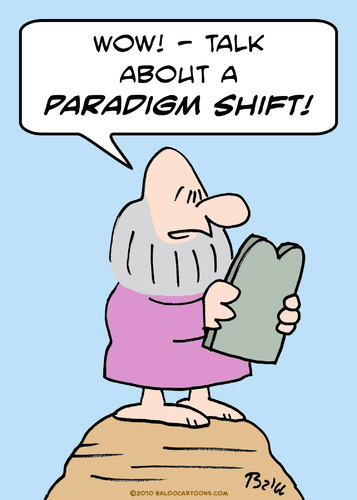 WOW! – TALK
ABOUT A
PARADIGM SHIFT!
©2010 BALOOCARTOONS.COM